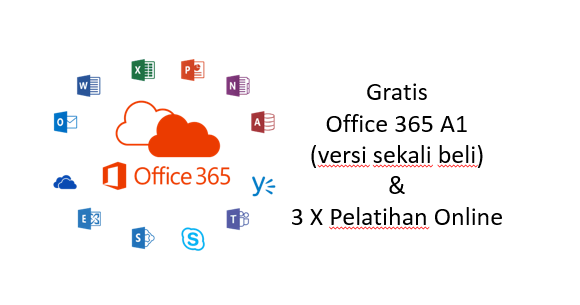 X
P
W
N
O
A
Office 365
E
S
S
T
Gratis
Office 365 A1
(versi sekali beli)
&
3 X Pelatihan Online